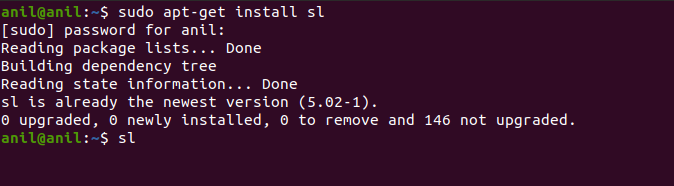 anil@anil:~$ sudo apt-get install sl
[sudo] password for anil:
Reading package lists... Done
Building dependency tree
Reading state information... Done
sl is already the newest version (5.02-1).
0 upgraded, 0 newly installed, 0 to remove and 146 not upgraded.
anil@anil:~$ sl